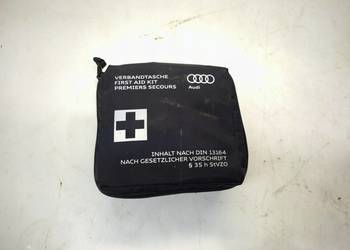 VERBANDTASCHE
FIRST AID KIT
PREMIERS SECOURS
Audi
INHALT NACH DIN 13164
NACH GESETZLICHER VORSCHRIFT
§ 35 h StVZO